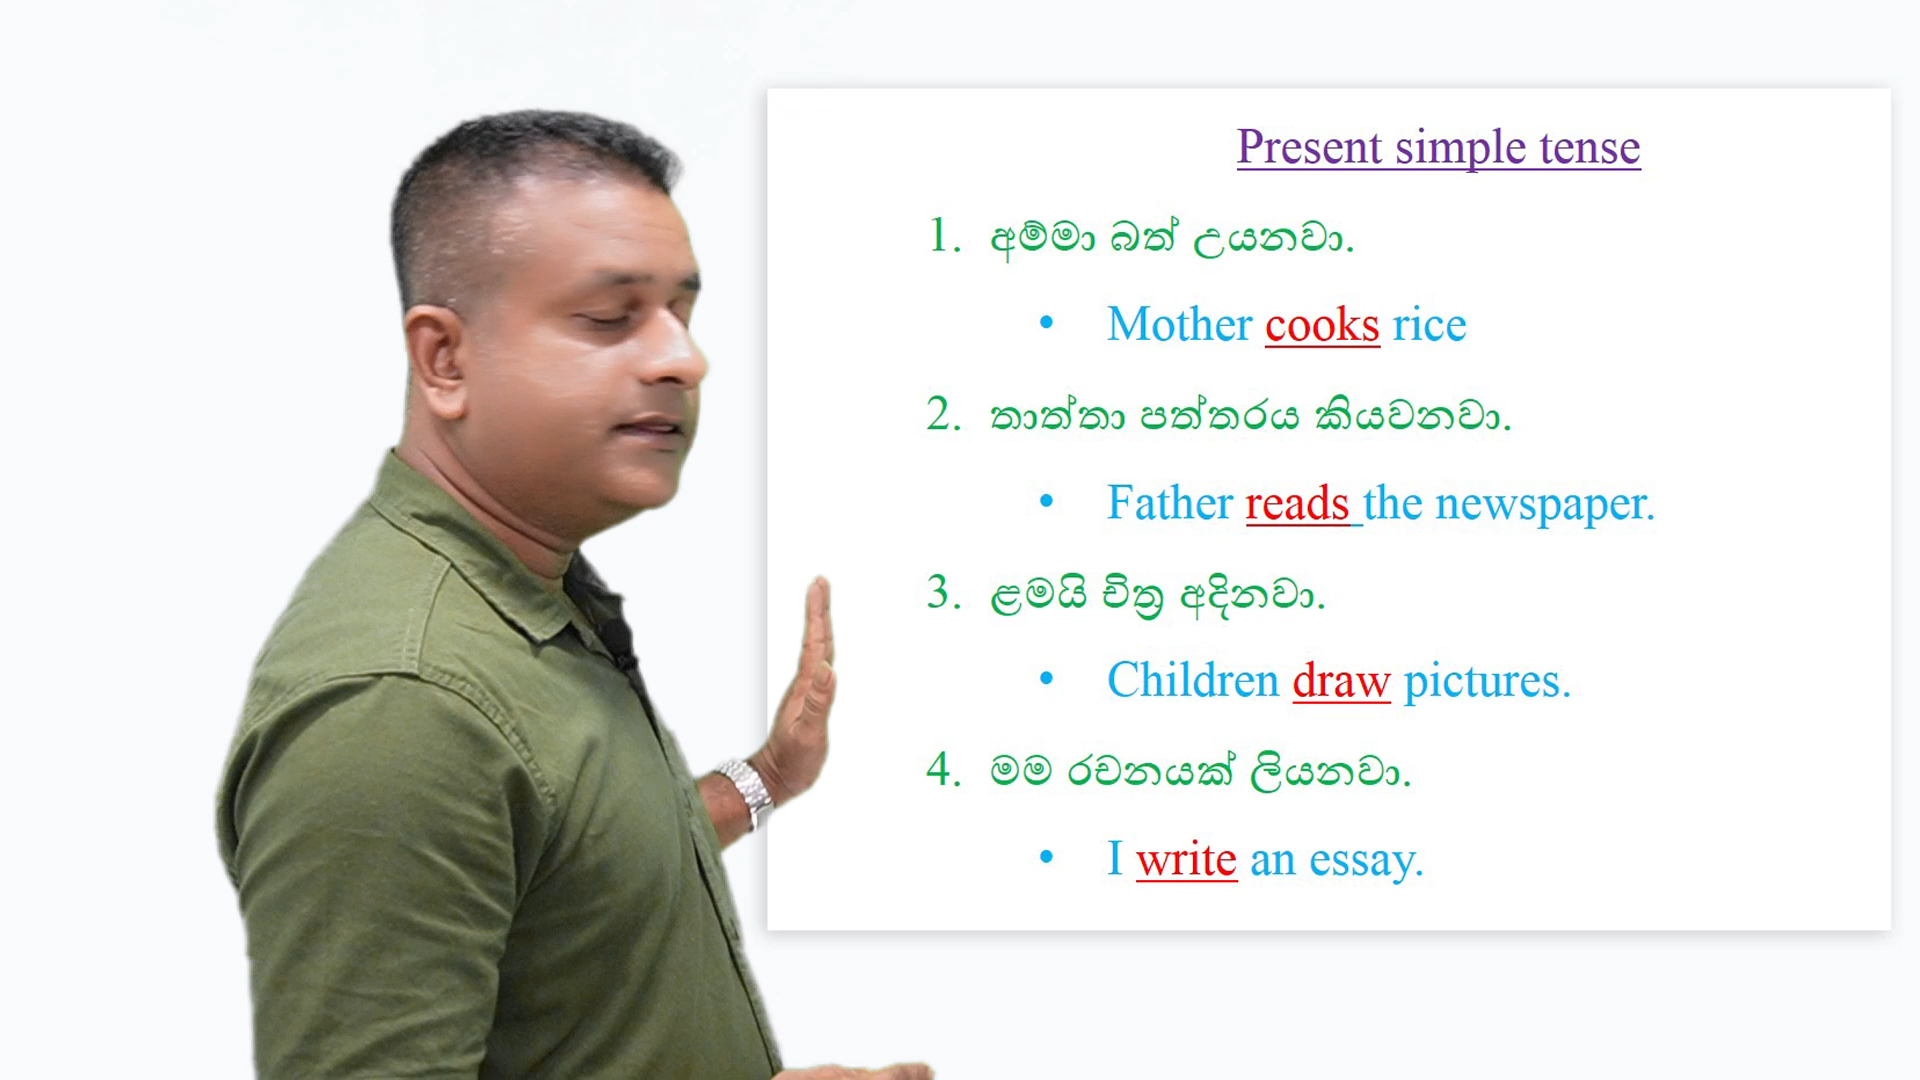 Present simple tense
1. අම්මා බත් උයනවා.
• Mother cooks rice
2. තාත්තා පත්තරය කියවනවා.
• Father reads the newspaper.
3. ළමයි චිත්‍ර අදිනවා.
• Children draw pictures.
4. මම රචනයක් ලියනවා.
• I write an essay.